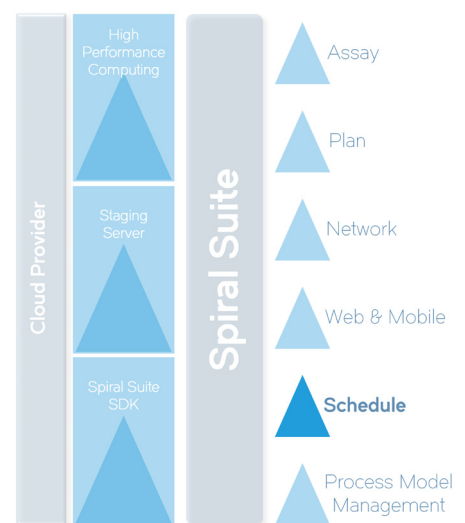 Cloud Provider
High
Performance
Computing
Staging
Server
Spiral Suite
SDK
Spiral Suite
Assay
Plan
Network
Web & Mobile
Schedule
Process Model
Management